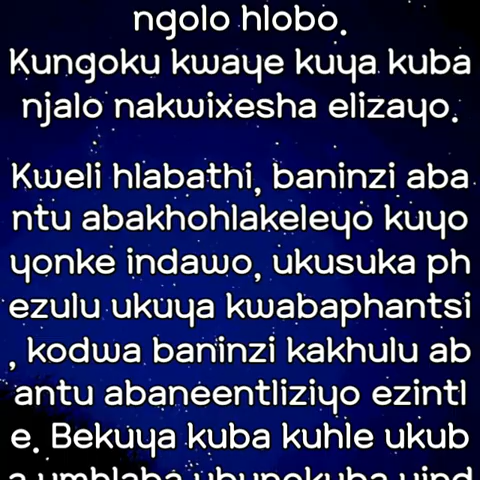 ngolo hlobo.
Kungoku kwaye kuya kuba
njalo nakwixesha elizayo.
Kweli hlabathi, baninzi aba
ntu abakhohlakeleyo kuyo
yonke indawo, ukusuka ph
ezulu ukuya kwabaphantsi
, kodwa baninzi kakhulu ab
antu abaneentliziyo ezintl
e. Bekuya kuba kuhle ukub